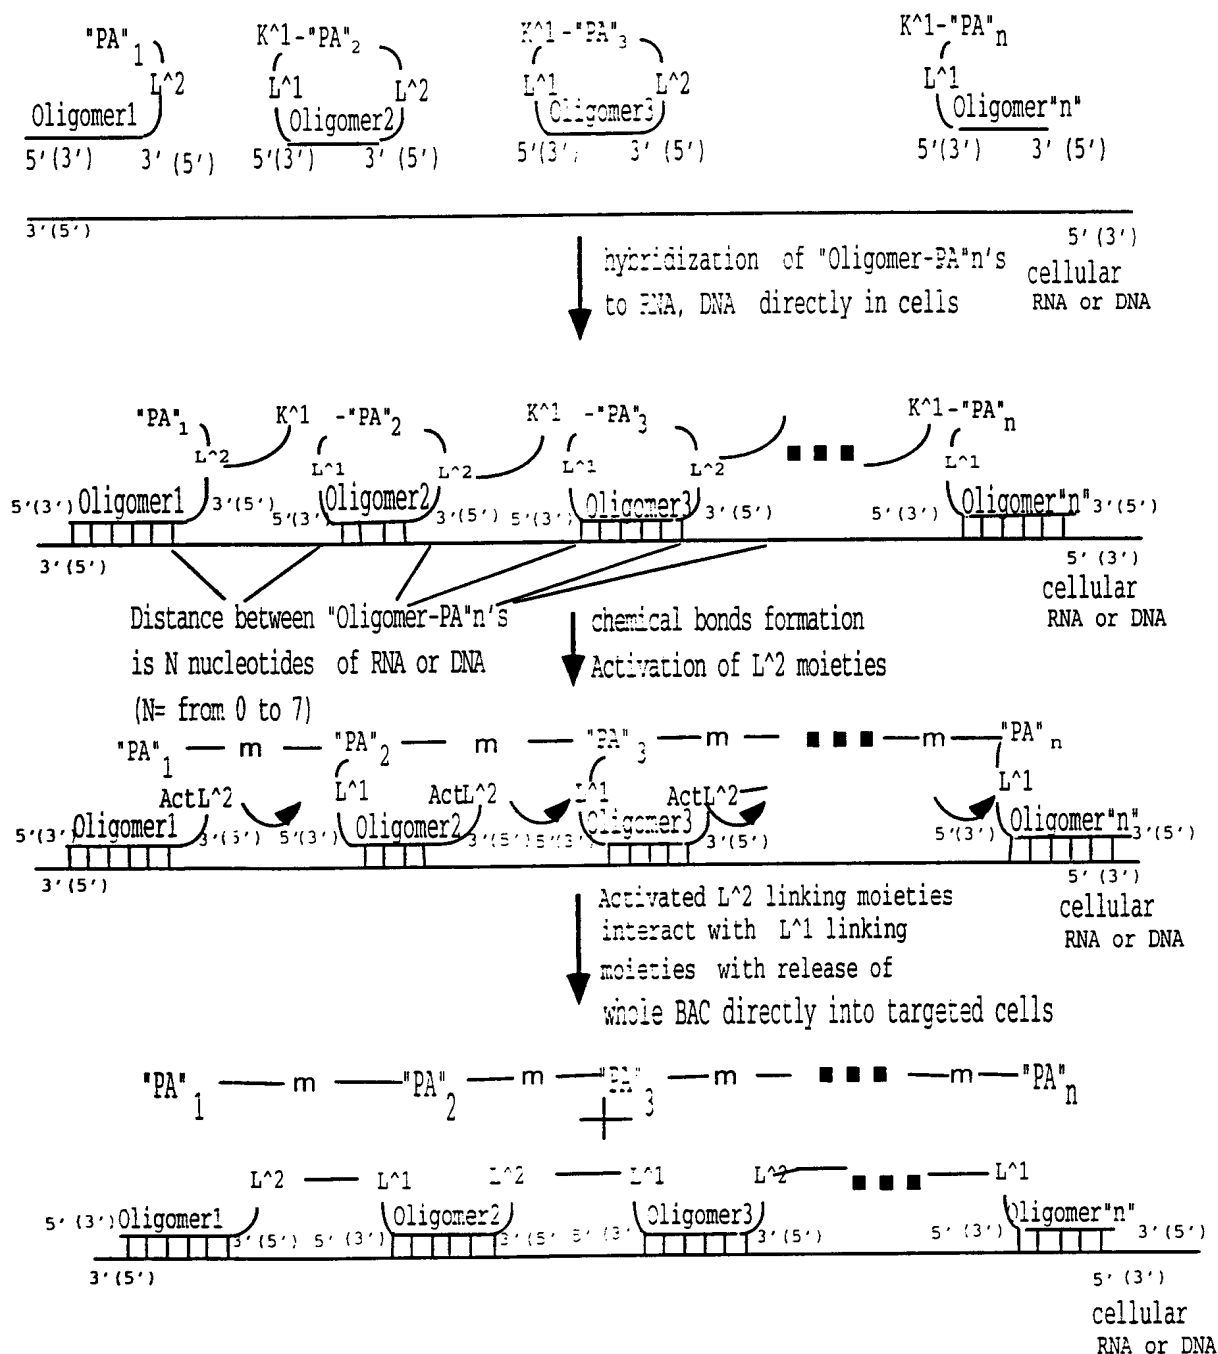 "PA"1 K^1-"PA"2 K^1-"PA"3 K^1-"PA"n
L^2 L^1 L^2 L^1 L^2 L^1
Oligomer1 Oligomer2 Oligomer3 Oligomer"n"
5'(3') 3' (5') 5'(3') 3' (5') 5'(3') 3' (5') 5'(3') 3' (5')
3'(5') 5'(3')
hybridization of "Oligomer-PA"n's
to RNA, DNA directly in cells
cellular
RNA or DNA
"PA"1 K^1 -"PA"2 K^1 -"PA"3 K^1-"PA"n
L^2 L^1 L^2 L^1 L^2 L^1
5'(3') Oligomer1 3'(5') 5'(3') Oligomer2 3'(5') 5'(3') Oligomer3 3'(5') 5'(3') Oligomer"n" 3'(5')
3'(5') 5'(3')
cellular
RNA or DNA
Distance between "Oligomer-PA"n's
is N nucleotides of RNA or DNA
(N= from 0 to 7)
chemical bonds formation
Activation of L^2 moieties
"PA"1 — m — "PA"2 — m — "PA"3 — m — ■ ■ ■ — m — "PA"n
ActL^2 L^1 ActL^2 L^1 ActL^2 L^1
5'(3') Oligomer1 3'(5') 5'(3') Oligomer2 3'(5') 5'(3') Oligomer3 3'(5') 5'(3') Oligomer"n" 3'(5')
3'(5') 5'(3')
cellular
RNA or DNA
Activated L^2 linking moieties
interact with L^1 linking
moieties with release of
whole BAC directly into targeted cells
"PA"1 — m — "PA"2 — m — "PA"3 — m — ■ ■ ■ — m — "PA"n
+
L^2 — L^1 L^2 — L^1 L^2 — ■ ■ ■ — L^1
5'(3') Oligomer1 3'(5') 5'(3') Oligomer2 3'(5' 5'(3' Oligomer3 3'(5') 5'(3') Oligomer"n" 3'(5')
3'(5') 5'(3')
cellular
RNA or DNA